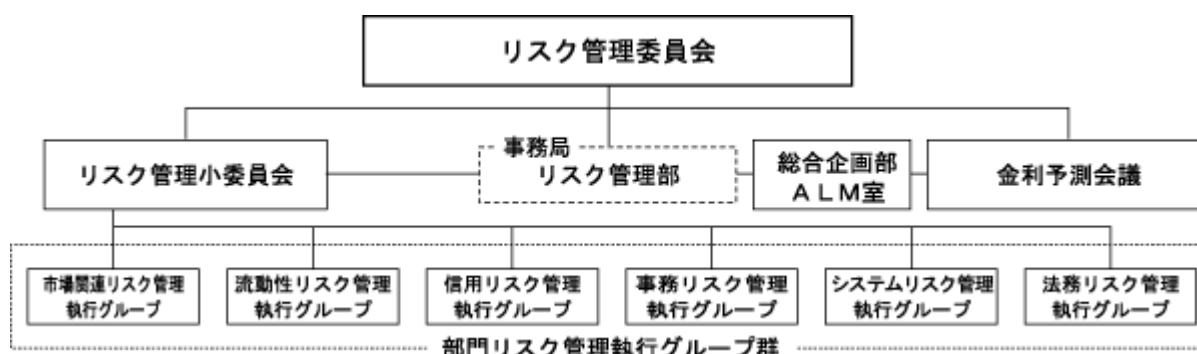 リスク管理委員会
事務局
リスク管理小委員会
リスク管理部
総合企画部
ＡＬＭ室
金利予測会議
市場関連リスク管理
執行グループ
流動性リスク管理
執行グループ
信用リスク管理
執行グループ
事務リスク管理
執行グループ
システムリスク管理
執行グループ
法務リスク管理
執行グループ
部門リスク管理執行グループ群